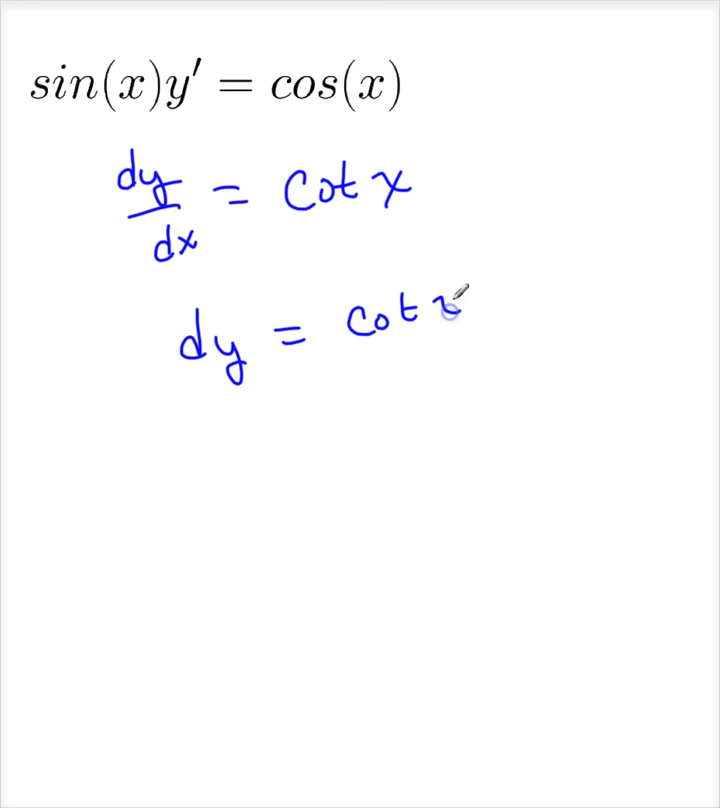 sin(x)y′ = cos(x)
dy/dx = Cot x
dy = Cot x